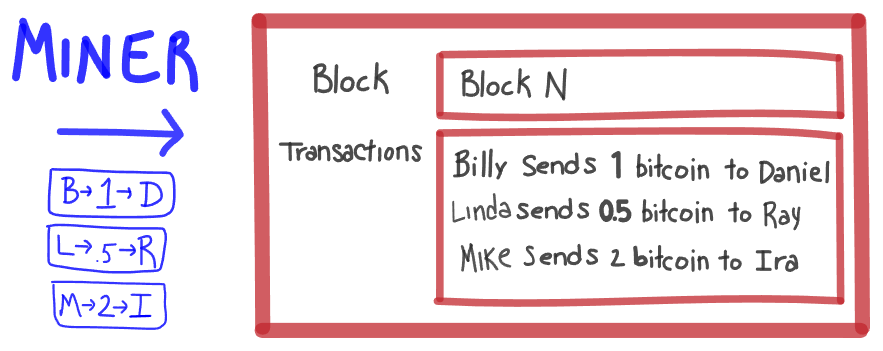 MINER
B→1→D
L→.5→R
M→2→I
Block
Block N
Transactions
Billy Sends 1 bitcoin to Daniel
Linda sends 0.5 bitcoin to Ray
Mike Sends 2 bitcoin to Ira